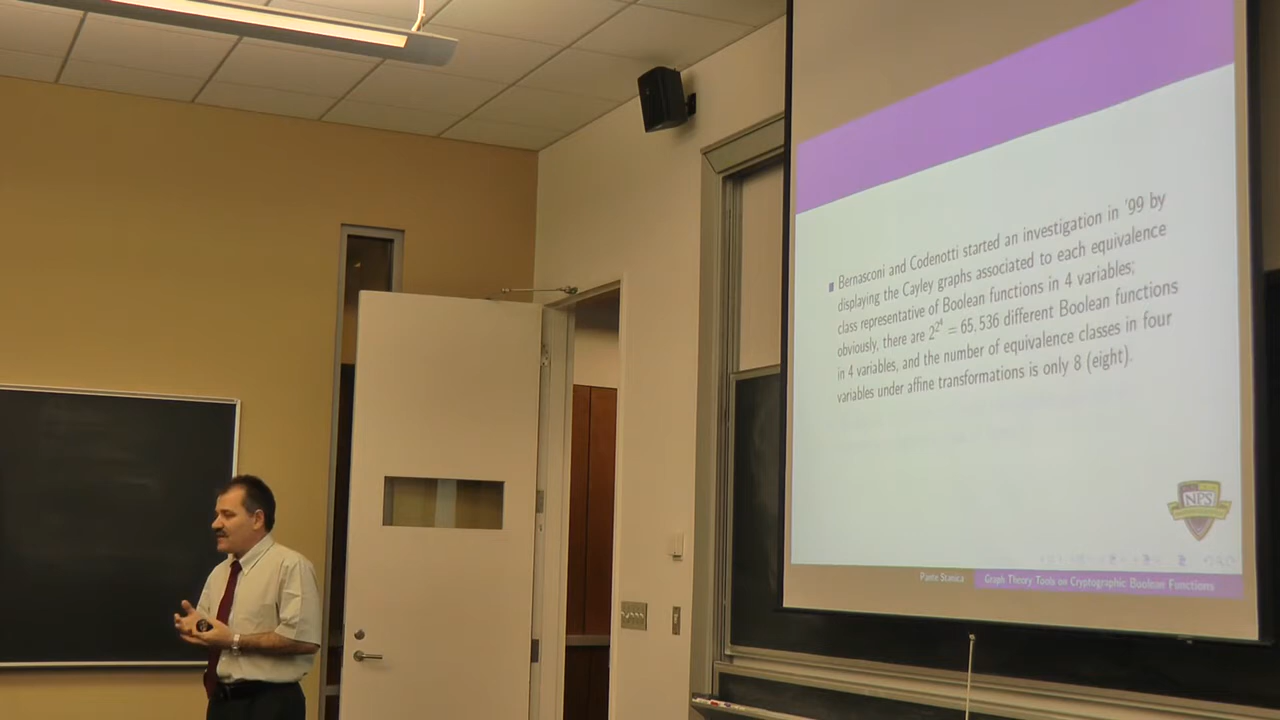 Bernasconi and Codenotti started an investigation in '99 by
displaying the Cayley graphs associated to each equivalence
class representative of Boolean functions in 4 variables;
obviously, there are 2^{2^4} = 65,536 different Boolean functions
in 4 variables, and the number of equivalence classes in four
variables under affine transformations is only 8 (eight).
NPS
Pante Stanica Graph Theory Tools on Cryptographic Boolean Functions